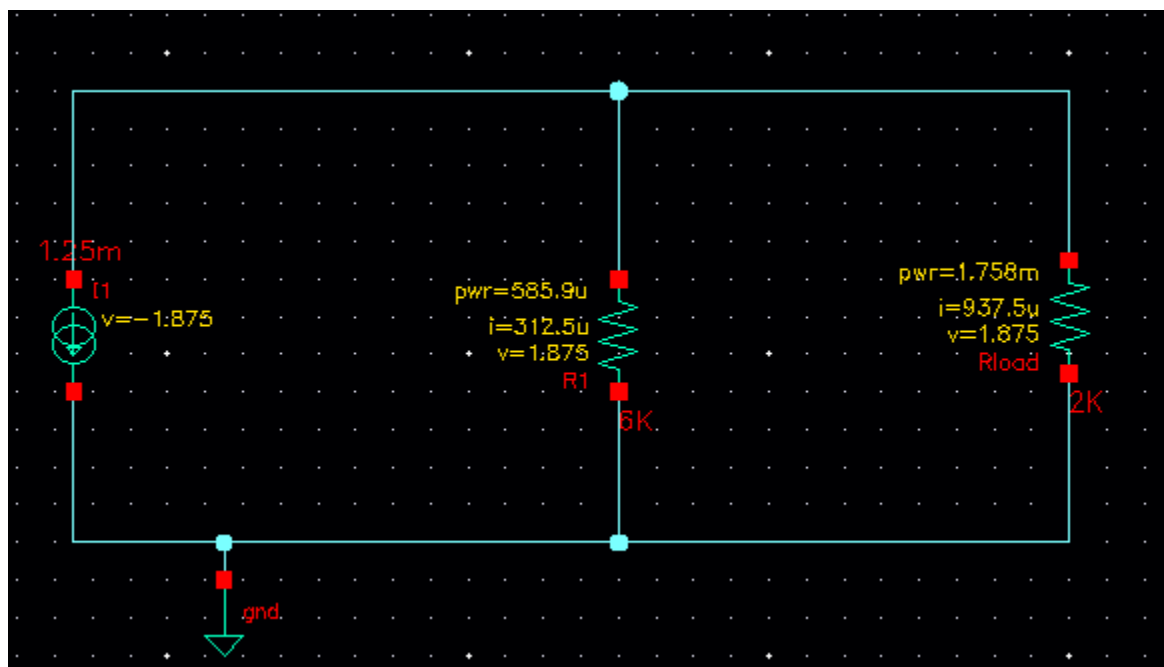 1.25m
I1
v=-1.875
pwr=585.9u
i=312.5u
v=1.875
R1
6K
pwr=1.758m
i=937.5u
v=1.875
Rload
2K
gnd